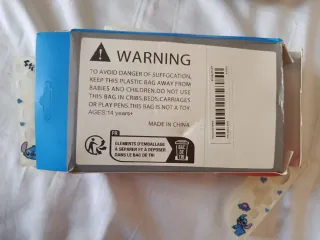 WARNING
TO AVOID DANGER OF SUFFOCATION,
KEEP THIS PLASTIC BAG AWAY FROM
BABIES AND CHILDREN,DO NOT USE
THIS BAG IN CRIBS,BEDS,CARRIAGES
OR PLAY PENS.THIS BAG IS NOT A TOY.
AGES:14 years+
MADE IN CHINA
FR
ÉLÉMENTS D'EMBALLAGE
À SÉPARER ET À DÉPOSER
DANS LE BAC DE TRI